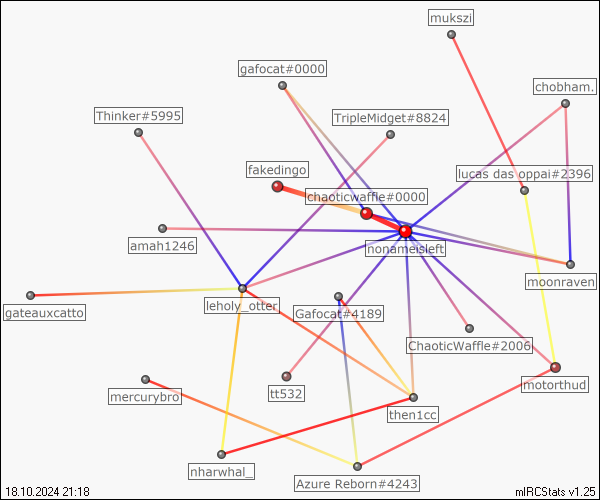 mukszi
gafocat#0000
chobham.
Thinker#5995
TripleMidget#8824
fakedingo
lucas das oppai#2396
chaoticwaffle#0000
amah1246
nonameisleft
moonraven
leholy_otter
gateauxcatto
Gafocat#4189
ChaoticWaffle#2006
tt532
motorthud
mercurybro
then1cc
nharwhal_
Azure Reborn#4243
18.10.2024 21:18
mIRCStats v1.25